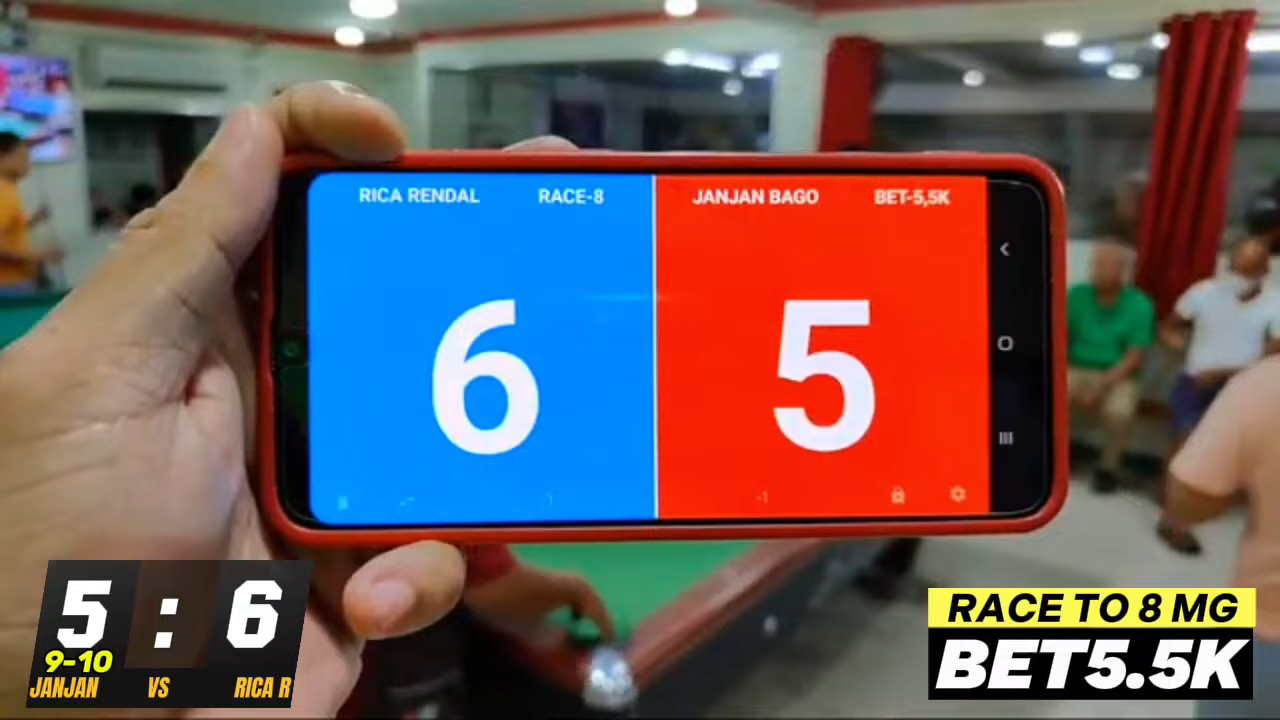 RICA RENDAL RACE-8 JANJAN BAGO BET-5,5K
6 5
-1
5 : 6
9-10
JANJAN VS RICA R
RACE TO 8 MG
BET5.5K